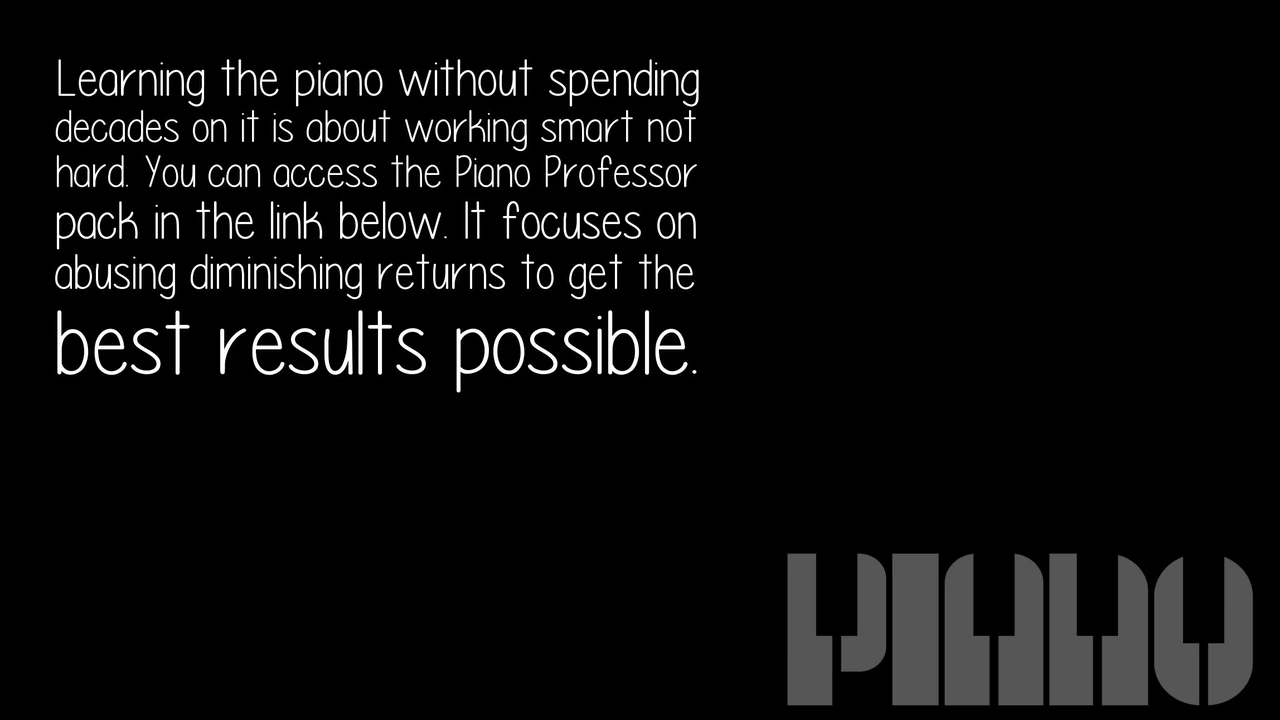 Learning the piano without spending
decades on it is about working smart not
hard. You can access the Piano Professor
pack in the link below. It focuses on
abusing diminishing returns to get the
best results possible.
PIANO